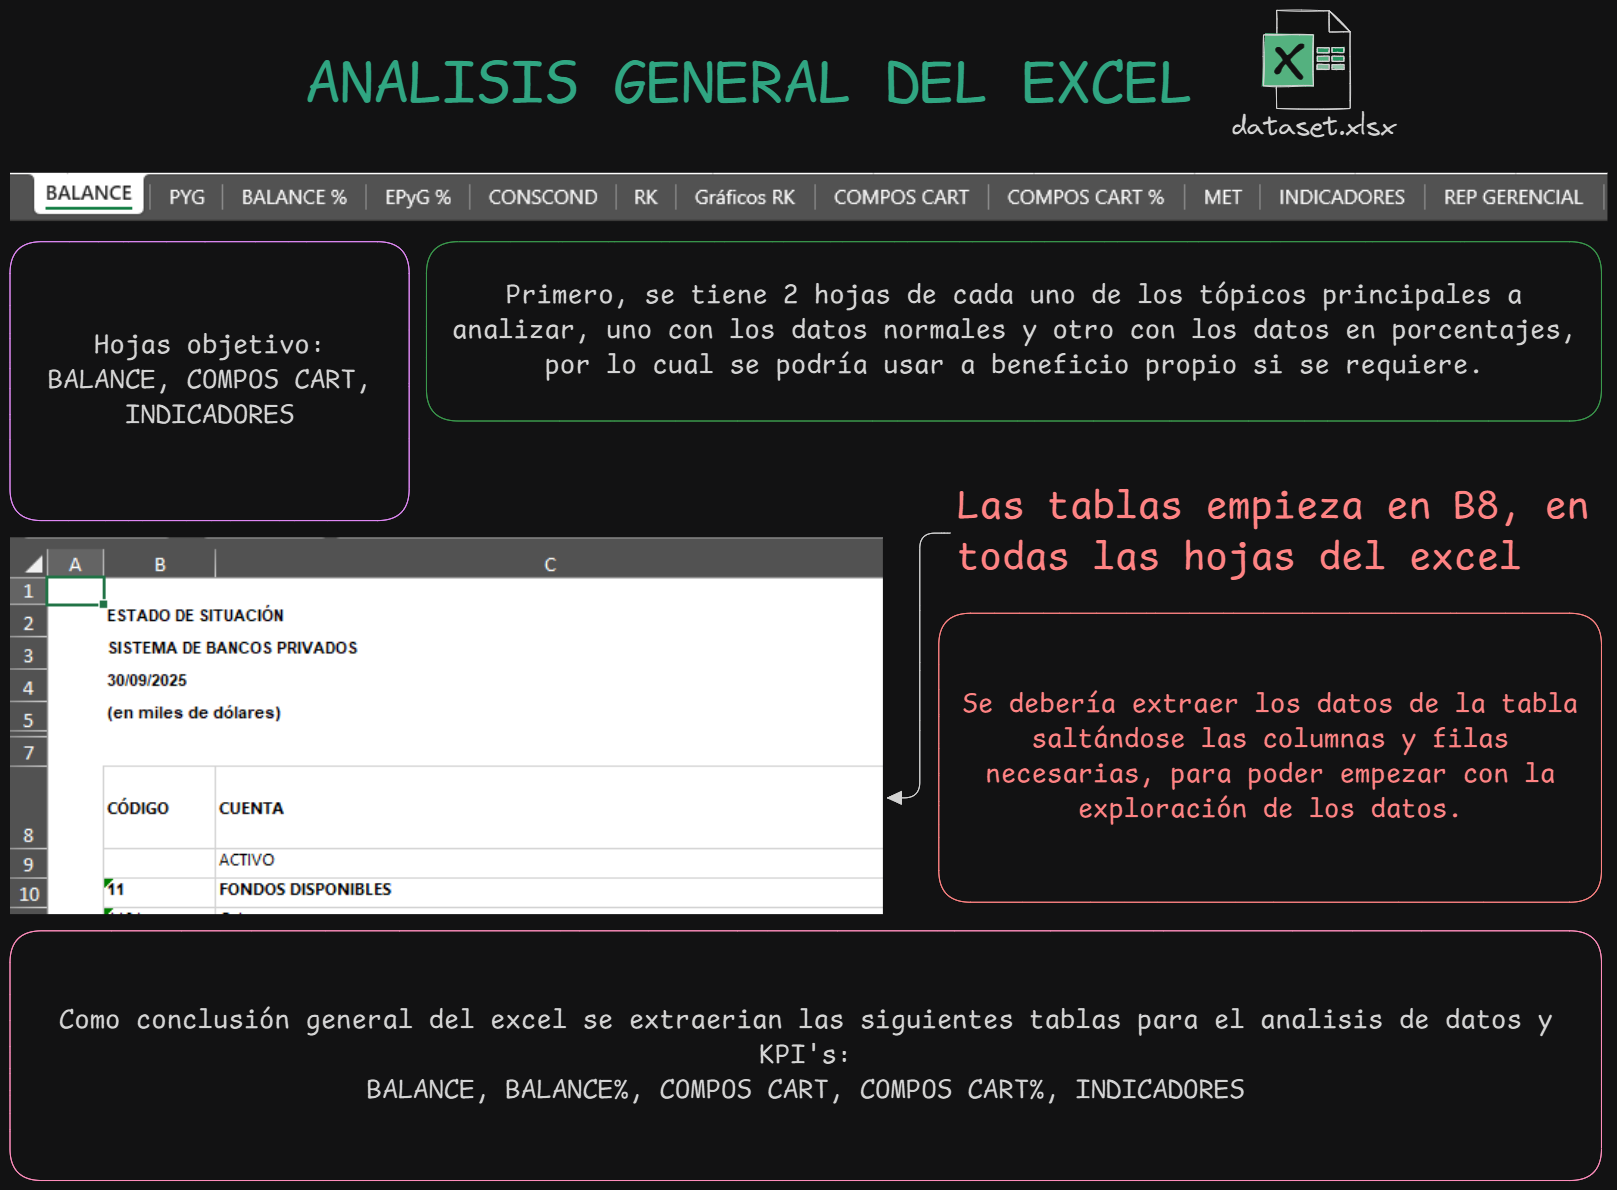 ANALISIS GENERAL DEL EXCEL
dataset.xlsx
BALANCE PYG BALANCE % EPyG % CONSCOND RK Gráficos RK COMPOS CART COMPOS CART % MET INDICADORES REP GERENCIAL
Hojas objetivo:
BALANCE, COMPOS CART,
INDICADORES
Primero, se tiene 2 hojas de cada uno de los tópicos principales a
analizar, uno con los datos normales y otro con los datos en porcentajes,
por lo cual se podría usar a beneficio propio si se requiere.
Las tablas empieza en B8, en
todas las hojas del excel
A B C
1
2 ESTADO DE SITUACIÓN
3 SISTEMA DE BANCOS PRIVADOS
4 30/09/2025
5 (en miles de dólares)
7
8 CÓDIGO CUENTA
9 ACTIVO
10 11 FONDOS DISPONIBLES
Se debería extraer los datos de la tabla
saltándose las columnas y filas
necesarias, para poder empezar con la
exploración de los datos.
Como conclusión general del excel se extraerian las siguientes tablas para el analisis de datos y
KPI's:
BALANCE, BALANCE%, COMPOS CART, COMPOS CART%, INDICADORES